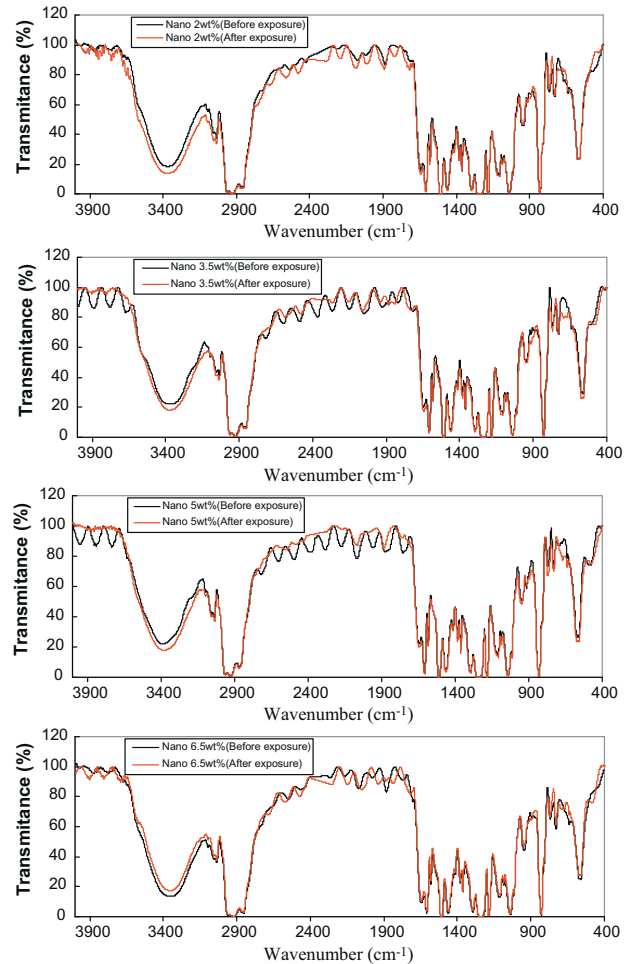 Nano 2wt%(Before exposure)
Nano 2wt%(After exposure)
Transmitance (%)
120
100
80
60
40
20
0
3900 3400 2900 2400 1900 1400 900 400
Wavenumber (cm-1)
Nano 3.5wt%(Before exposure)
Nano 3.5wt%(After exposure)
Transmitance (%)
120
100
80
60
40
20
0
3900 3400 2900 2400 1900 1400 900 400
Wavenumber (cm-1)
Nano 5wt%(Before exposure)
Nano 5wt%(After exposure)
Transmitance (%)
120
100
80
60
40
20
0
3900 3400 2900 2400 1900 1400 900 400
Wavenumber (cm-1)
Nano 6.5wt%(Before exposure)
Nano 6.5wt%(After exposure)
Transmitance (%)
120
100
80
60
40
20
0
3900 3400 2900 2400 1900 1400 900 400
Wavenumber (cm-1)